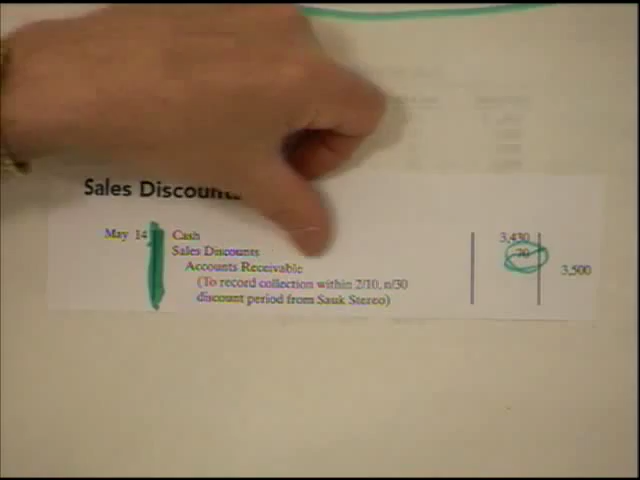 Sales Discounts
May 14 Cash 3,430
Sales Discounts 70
Accounts Receivable 3,500
(To record collection within 2/10, n/30
discount period from Sauk Stereo)